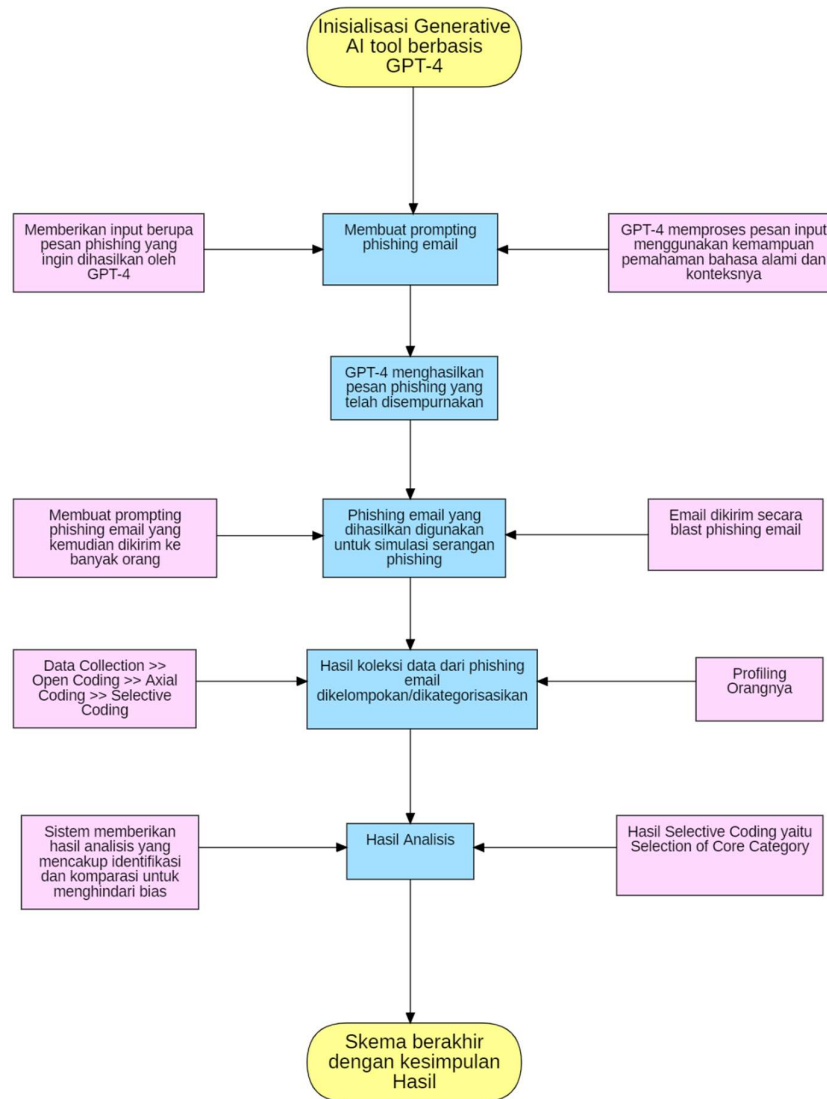 Inisialisasi Generative
AI tool berbasis
GPT-4
Memberikan input berupa
pesan phishing yang
ingin dihasilkan oleh
GPT-4
Membuat prompting
phishing email
GPT-4 memproses pesan input
menggunakan kemampuan
pemahaman bahasa alami dan
konteksnya
GPT-4 menghasilkan
pesan phishing yang
telah disempurnakan
Membuat prompting
phishing email yang
kemudian dikirim ke
banyak orang
Phishing email yang
dihasilkan digunakan
untuk simulasi serangan
phishing
Email dikirim secara
blast phishing email
Data Collection >>
Open Coding >> Axial
Coding >> Selective
Coding
Hasil koleksi data dari phishing
email
dikelompokan/dikategorisasikan
Profiling
Orangnya
Sistem memberikan
hasil analisis yang
mencakup identifikasi
dan komparasi untuk
menghindari bias
Hasil Analisis
Hasil Selective Coding yaitu
Selection of Core Category
Skema berakhir
dengan kesimpulan
Hasil